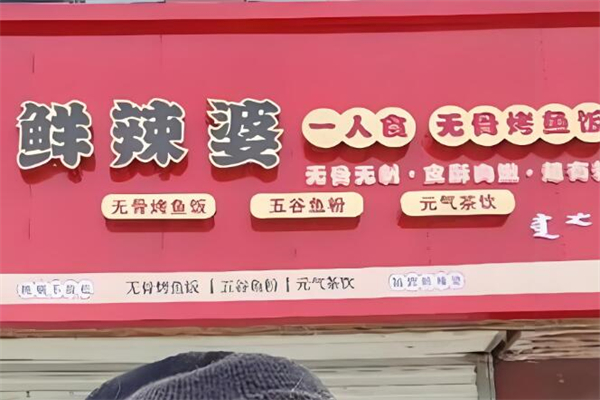 鲜辣婆 一人食 无骨烤鱼饭
无骨无刺·皮酥肉嫩·超有
无骨烤鱼饭 五谷鱼粉 元气茶饮
无骨烤鱼饭 | 五谷鱼粉 | 元气茶饮